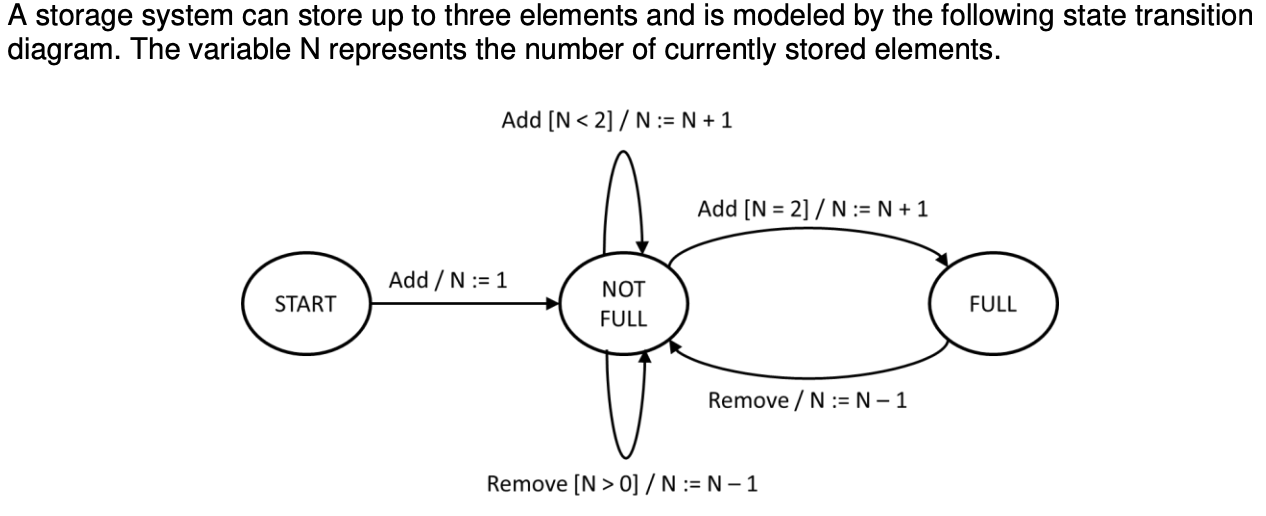 A storage system can store up to three elements and is modeled by the following state transition
diagram. The variable N represents the number of currently stored elements.
Add [N < 2] / N := N + 1
Add [N = 2] / N := N + 1
Add / N := 1
START
NOT
FULL
FULL
Remove / N := N – 1
Remove [N > 0] / N := N – 1